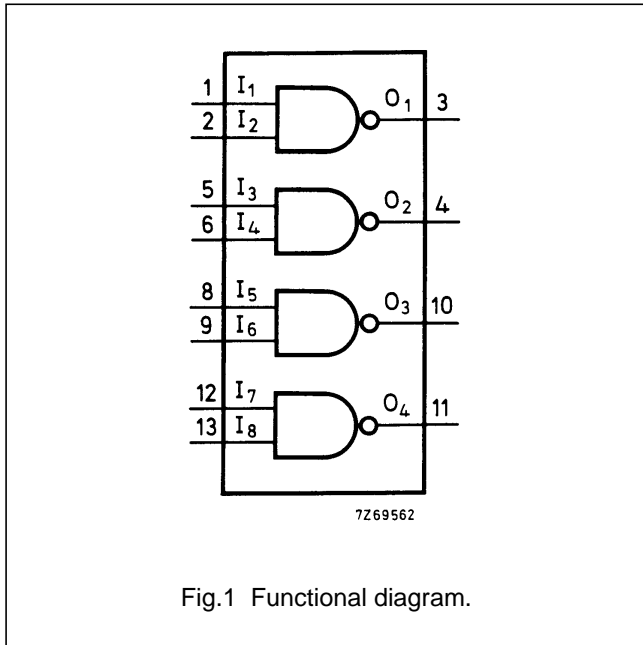 1 I1 O1 3
2 I2
5 I3 O2 4
6 I4
8 I5 O3 10
9 I6
12 I7 O4 11
13 I8
7Z69562
Fig.1 Functional diagram.